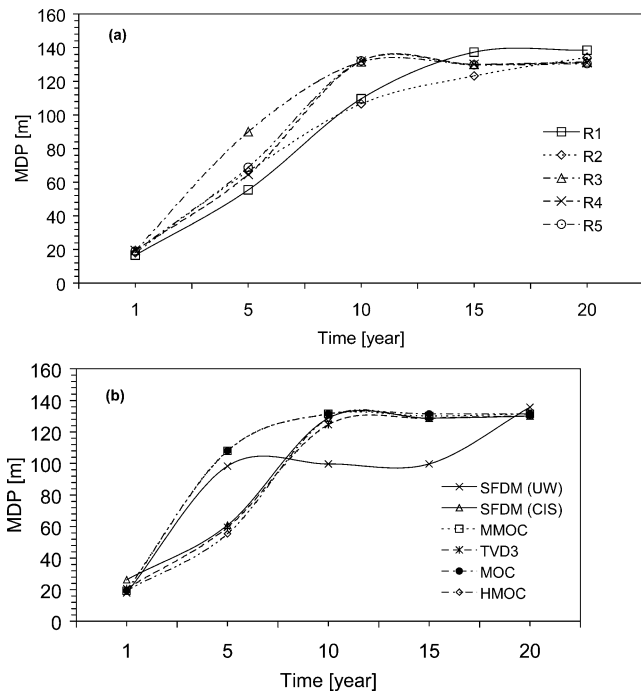 160
140
120
100
80
60
40
20
0
MDP [m]
(a)
R1
R2
R3
R4
R5
1 5 10 15 20
Time [year]
160
140
120
100
80
60
40
20
0
MDP [m]
(b)
SFDM (UW)
SFDM (CIS)
MMOC
TVD3
MOC
HMOC
1 5 10 15 20
Time [year]